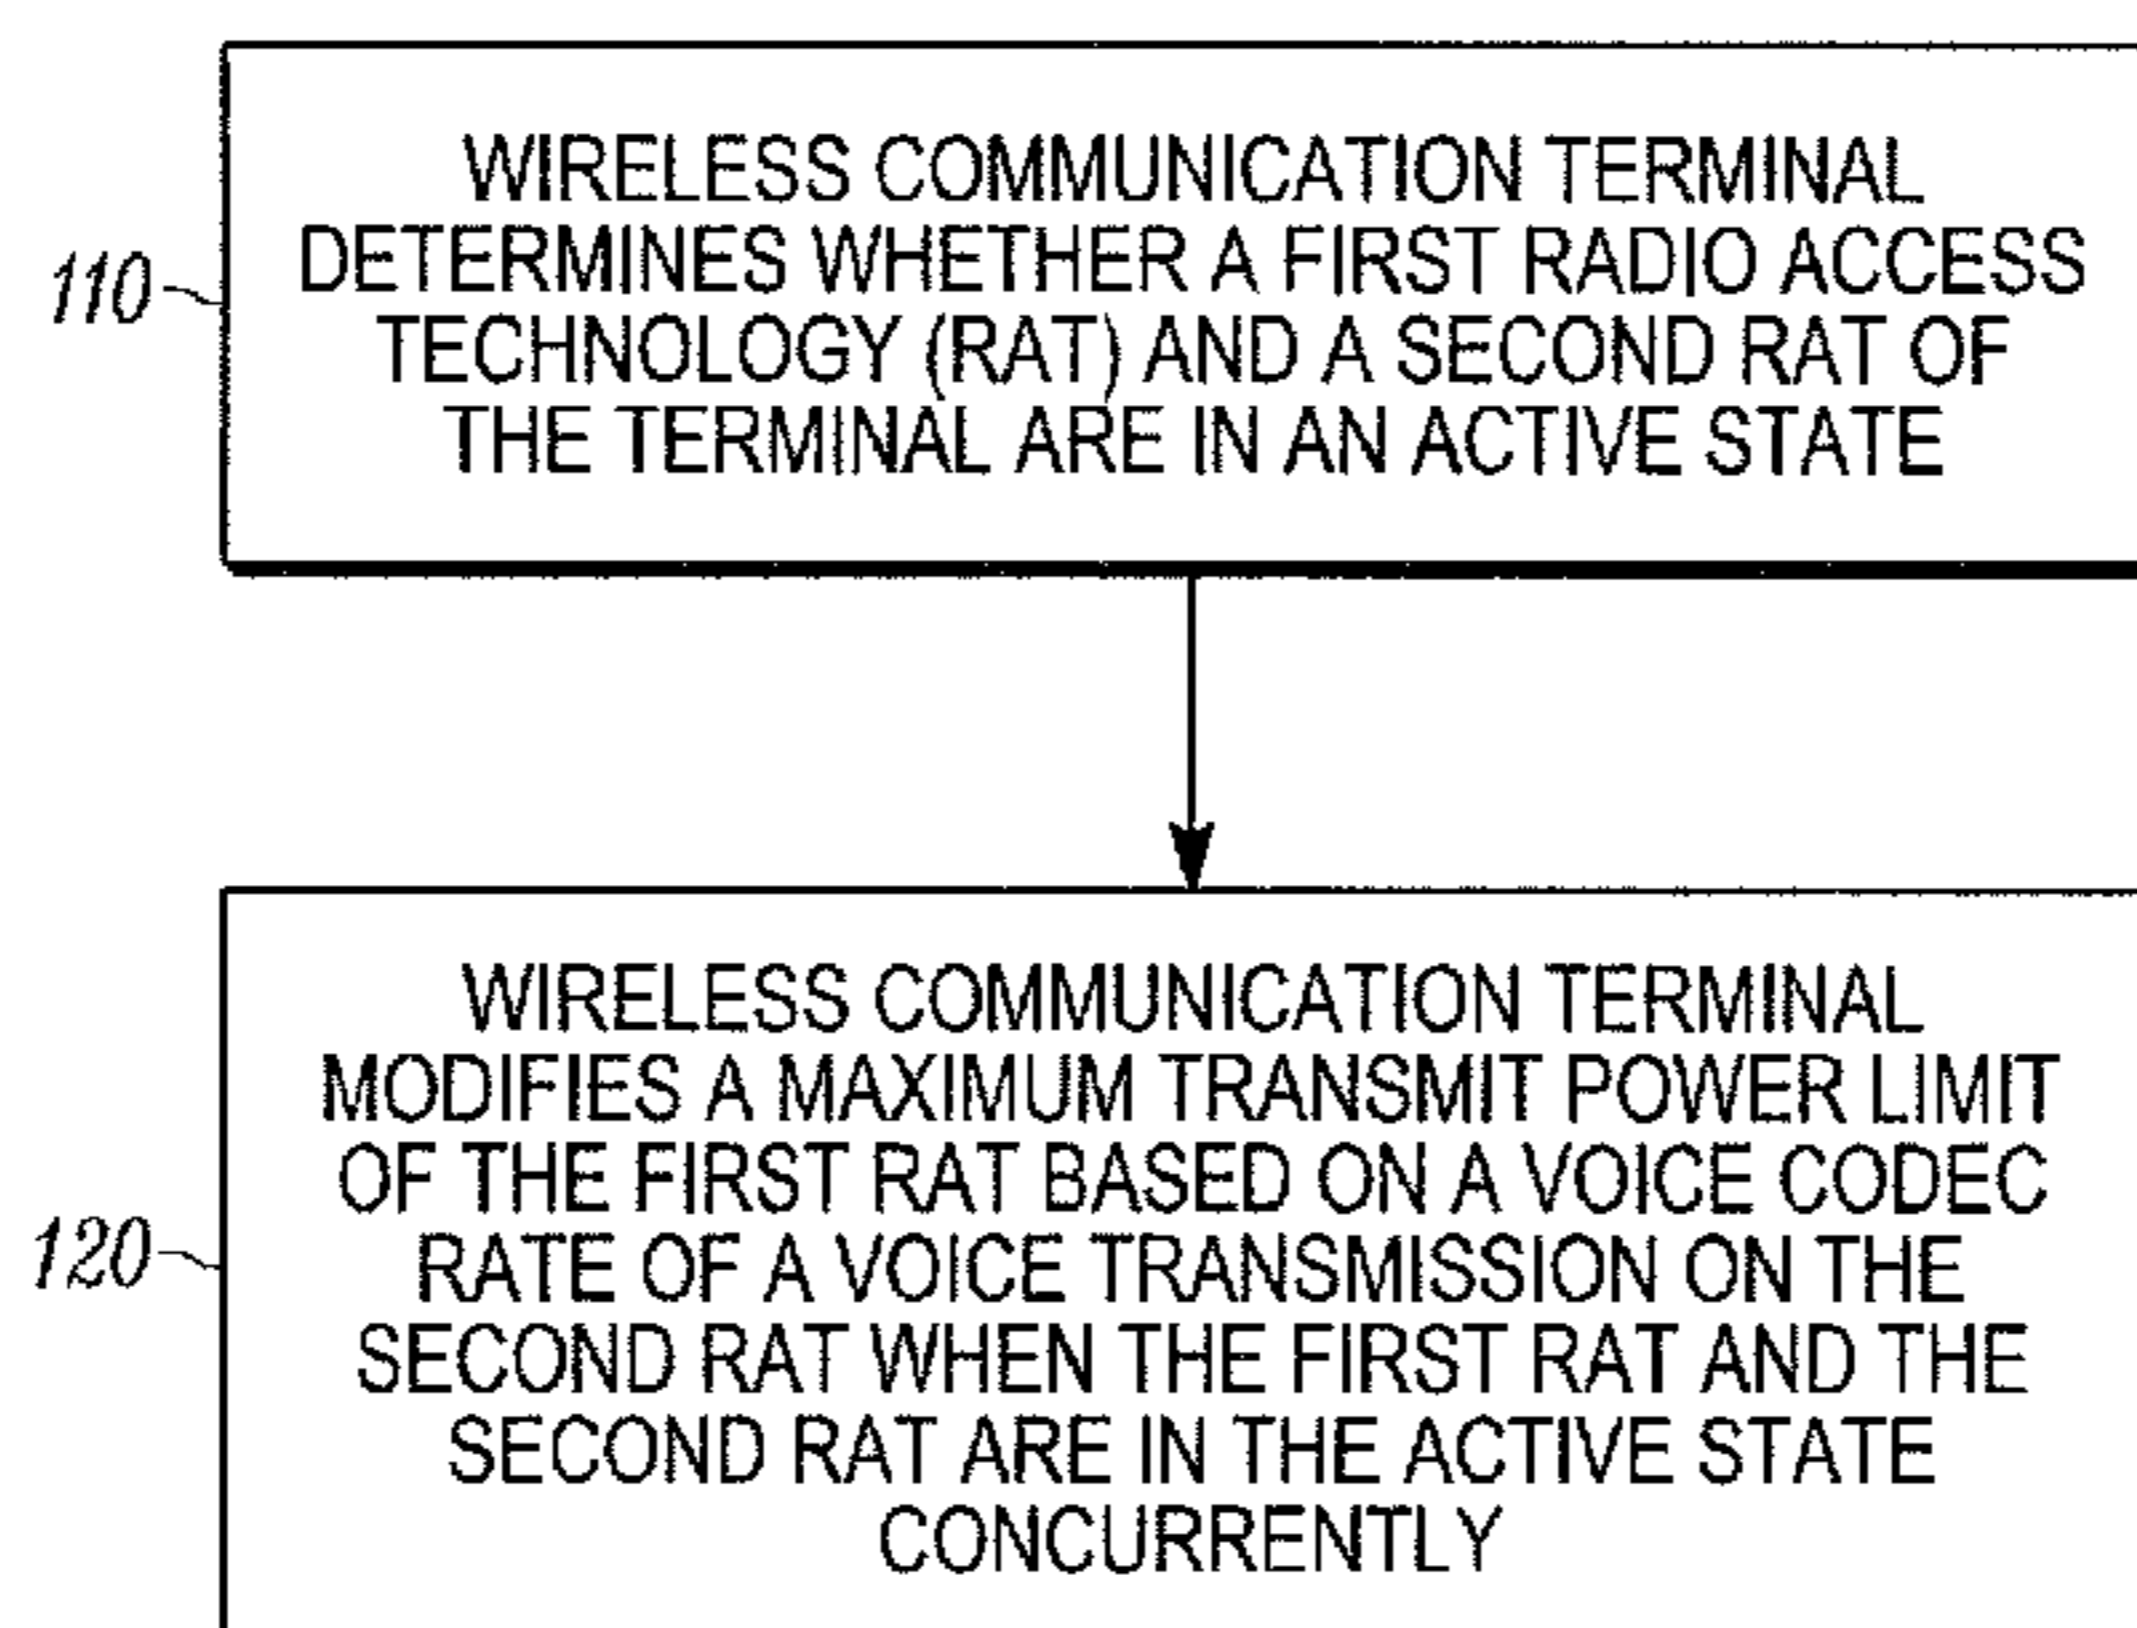 WIRELESS COMMUNICATION TERMINAL
DETERMINES WHETHER A FIRST RADIO ACCESS
110
TECHNOLOGY (RAT) AND A SECOND RAT OF
THE TERMINAL ARE IN AN ACTIVE STATE
WIRELESS COMMUNICATION TERMINAL
MODIFIES A MAXIMUM TRANSMIT POWER LIMIT
OF THE FIRST RAT BASED ON A VOICE CODEC
120
RATE OF A VOICE TRANSMISSION ON THE
SECOND RAT WHEN THE FIRST RAT AND THE
SECOND RAT ARE IN THE ACTIVE STATE
CONCURRENTLY